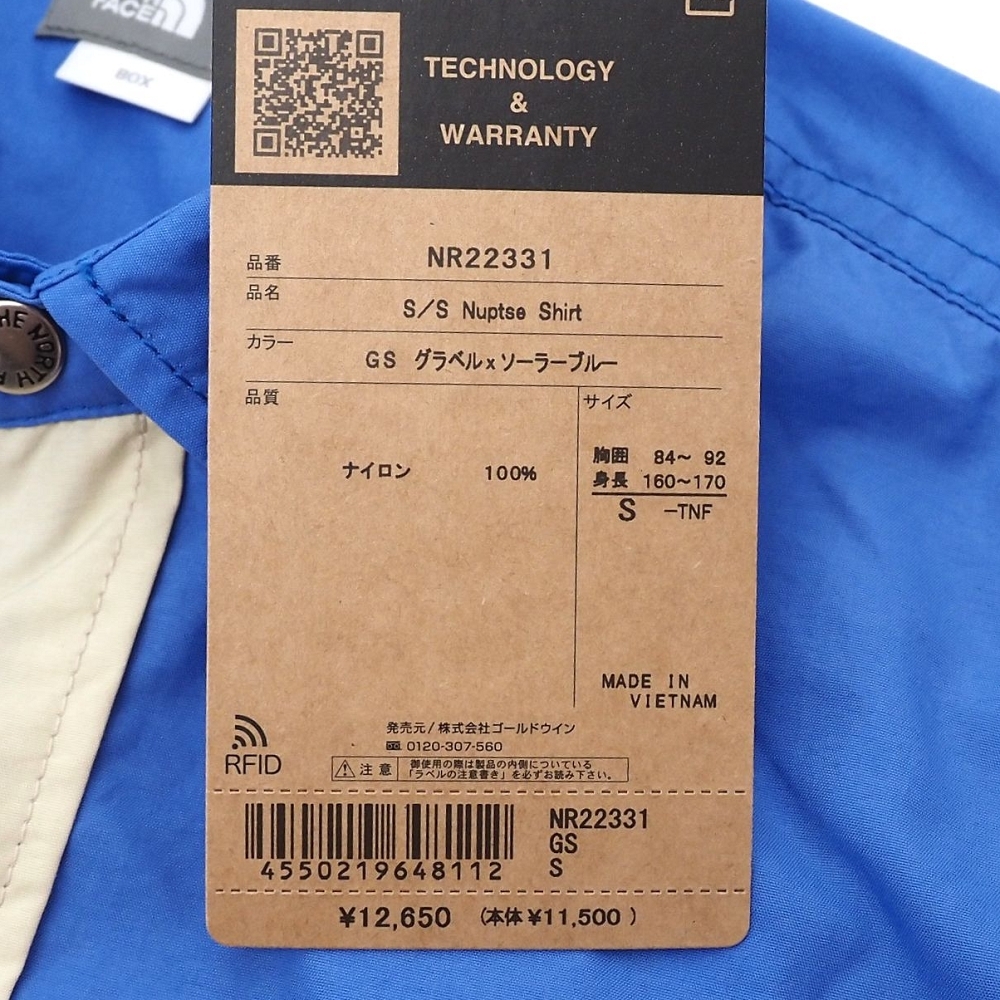 FACE
BOX
THE NORTH
TECHNOLOGY
&
WARRANTY
品番 NR22331
品名
S/S Nuptse Shirt
カラー
GS グラベルxソーラーブルー
品質
サイズ
ナイロン 100%
胸囲 84~ 92
身長 160~170
S -TNF
MADE IN
VIETNAM
発売元/株式会社ゴールドウイン
0120-307-560
RFID
注意
御使用の際は製品の内側についている
「ラベルの注意書き」を必ずお読み下さい。
4550219648112
NR22331
GS
S
¥12,650 (本体¥11,500)